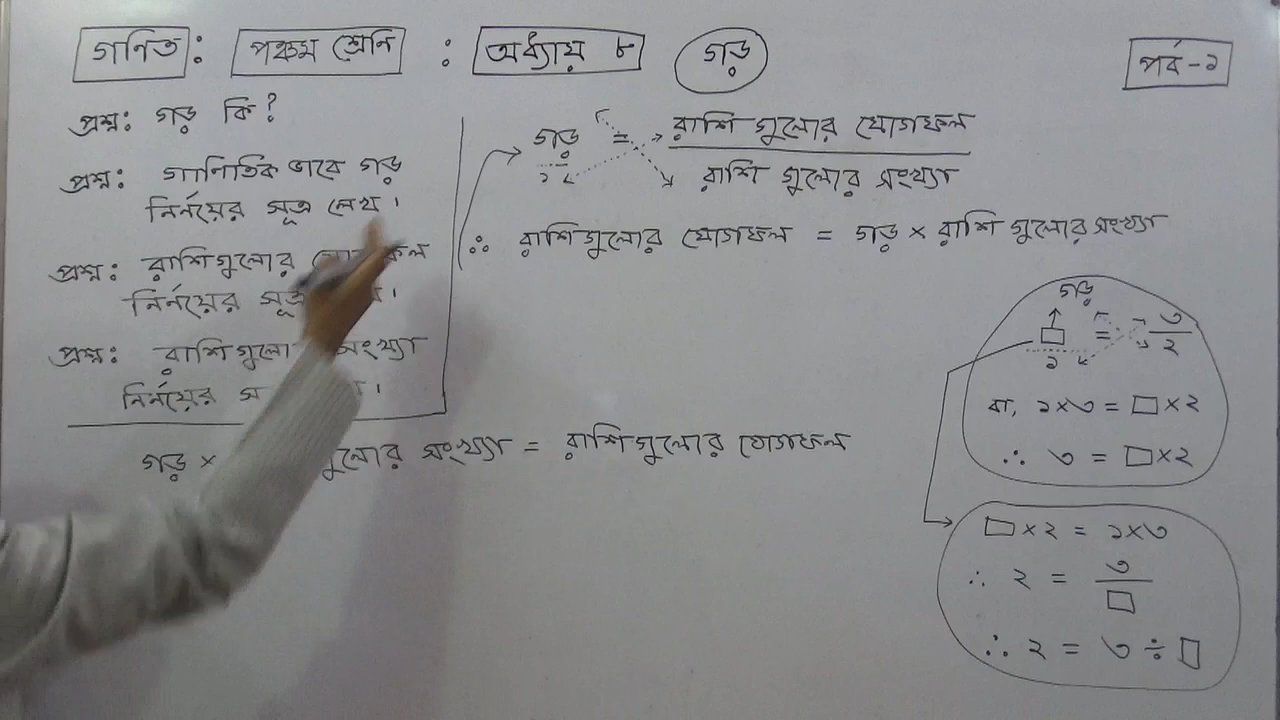 গনিত : পঞ্চম শ্রেনি : অধ্যায় ৮ গড় পর্ব -১
প্রশ্ন: গড় কি?
প্রশ্ন: গানিতিক ভাবে গড়
নির্নয়ের সূত্র লেখ।
প্রশ্ন: রাশিগুলোর
নির্নয়ের
প্রশ্ন: রাশিগুলো সংখ্যা
নির্নয়ের
গড় = রাশি গুলোর যোগফল
১ রাশি গুলোর সংখ্যা
∴ রাশিগুলোর যোগফল = গড় × রাশি গুলোর সংখ্যা
গড় × গুলোর সংখ্যা = রাশিগুলোর যোগফল
গড়
□ = ৩
১ ২
বা, ১×৩ = □×২
∴ ৩ = □×২
□×২ = ১×৩
∴ ২ = ৩
□
∴ ২ = ৩ ÷ □